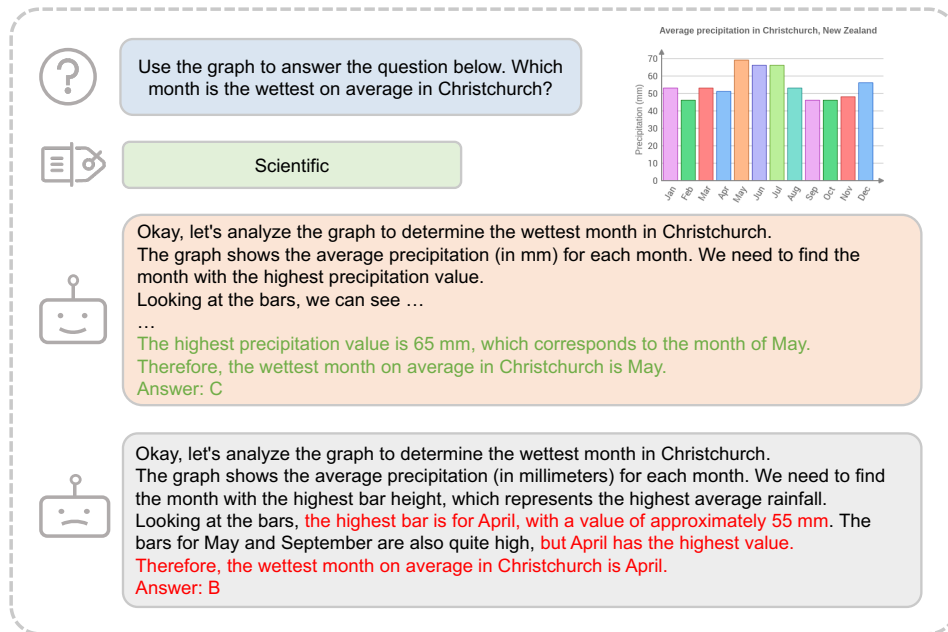 Average precipitation in Christchurch, New Zealand
Use the graph to answer the question below. Which
month is the wettest on average in Christchurch?
Precipitation (mm)
70
60
50
40
30
20
10
0
Jan
Feb
Mar
Apr
May
Jun
Jul
Aug
Sep
Oct
Nov
Dec
?
Scientific
Okay, let's analyze the graph to determine the wettest month in Christchurch.
The graph shows the average precipitation (in mm) for each month. We need to find the
month with the highest precipitation value.
Looking at the bars, we can see …
…
The highest precipitation value is 65 mm, which corresponds to the month of May.
Therefore, the wettest month on average in Christchurch is May.
Answer: C
Okay, let's analyze the graph to determine the wettest month in Christchurch.
The graph shows the average precipitation (in millimeters) for each month. We need to find
the month with the highest bar height, which represents the highest average rainfall.
Looking at the bars, the highest bar is for April, with a value of approximately 55 mm. The
bars for May and September are also quite high, but April has the highest value.
Therefore, the wettest month on average in Christchurch is April.
Answer: B